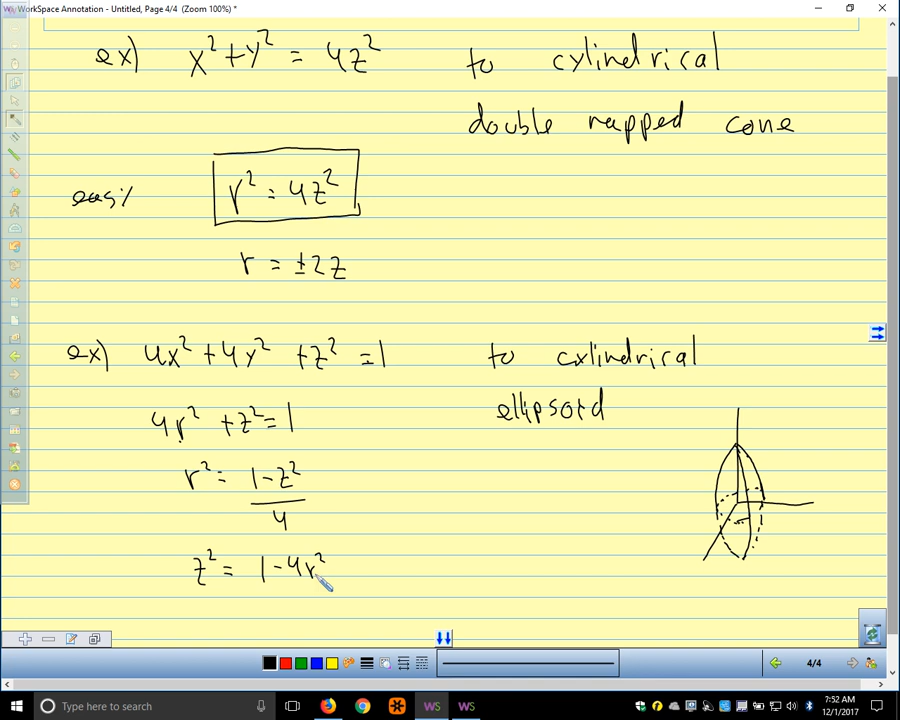 WorkSpace Annotation - Untitled, Page 4/4 (Zoom 100%) *
ex) x² + y² = 4z² to cylindrical
double napped cone
easy r² = 4z²
r = ±2z
ex) 4x² + 4y² + z² = 1 to cylindrical
ellipsoid
4r² + z² = 1
r² = 1 - z²
4
z² = 1 - 4r²
4/4
Type here to search
WS WS
7:52 AM
12/1/2017